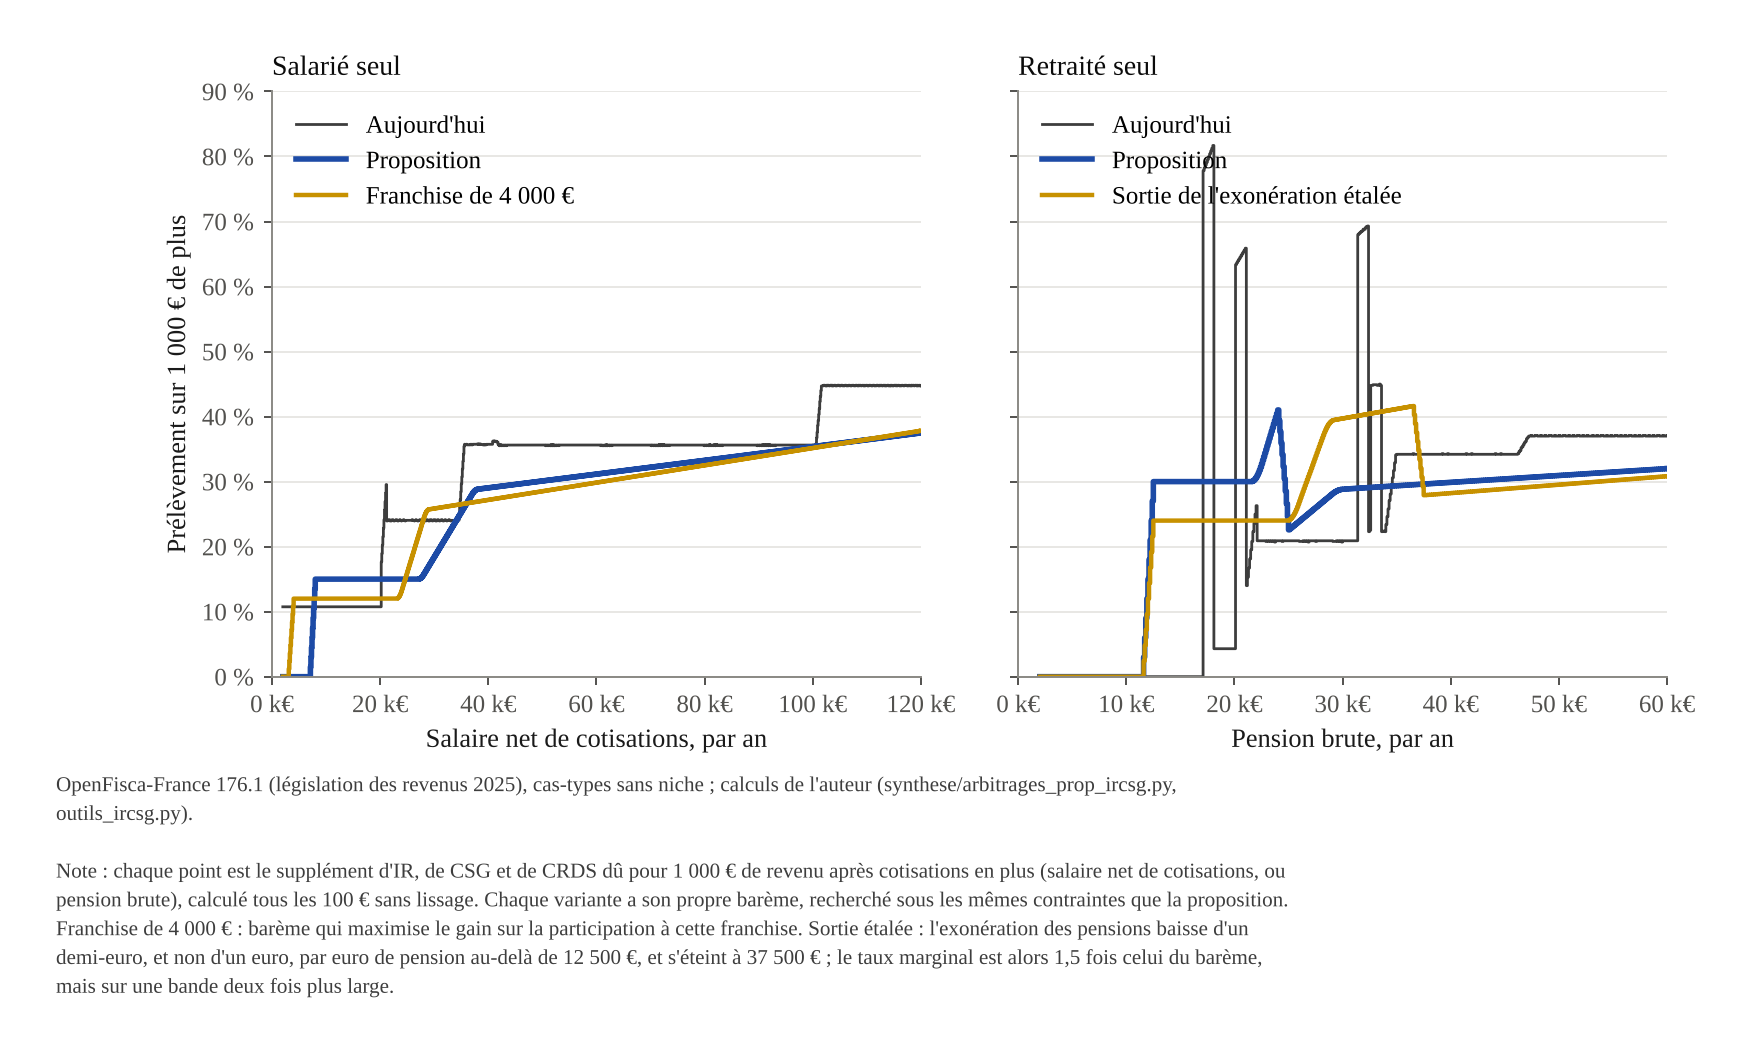 Salarié seul
90 %
80 %
70 %
60 %
50 %
40 %
30 %
20 %
10 %
0 %
Prélèvement sur 1 000 € de plus
Aujourd'hui
Proposition
Franchise de 4 000 €
0 k€ 20 k€ 40 k€ 60 k€ 80 k€ 100 k€ 120 k€
Salaire net de cotisations, par an
Retraité seul
Aujourd'hui
Proposition
Sortie de l'exonération étalée
0 k€ 10 k€ 20 k€ 30 k€ 40 k€ 50 k€ 60 k€
Pension brute, par an
OpenFisca-France 176.1 (législation des revenus 2025), cas-types sans niche ; calculs de l'auteur (synthese/arbitrages_prop_ircsg.py,
outils_ircsg.py).
Note : chaque point est le supplément d'IR, de CSG et de CRDS dû pour 1 000 € de revenu après cotisations en plus (salaire net de cotisations, ou
pension brute), calculé tous les 100 € sans lissage. Chaque variante a son propre barème, recherché sous les mêmes contraintes que la proposition.
Franchise de 4 000 € : barème qui maximise le gain sur la participation à cette franchise. Sortie étalée : l'exonération des pensions baisse d'un
demi-euro, et non d'un euro, par euro de pension au-delà de 12 500 €, et s'éteint à 37 500 € ; le taux marginal est alors 1,5 fois celui du barème,
mais sur une bande deux fois plus large.